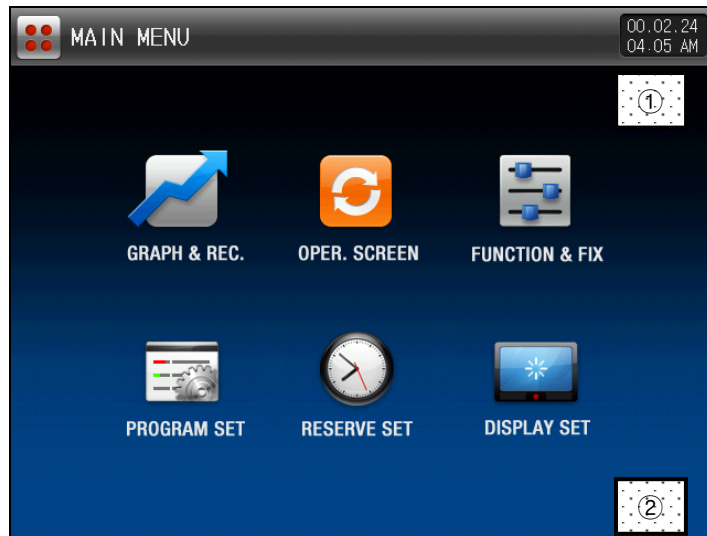 MAIN MENU
00.02.24
04.05 AM
①
GRAPH & REC.
OPER. SCREEN
FUNCTION & FIX
PROGRAM SET
RESERVE SET
DISPLAY SET
②